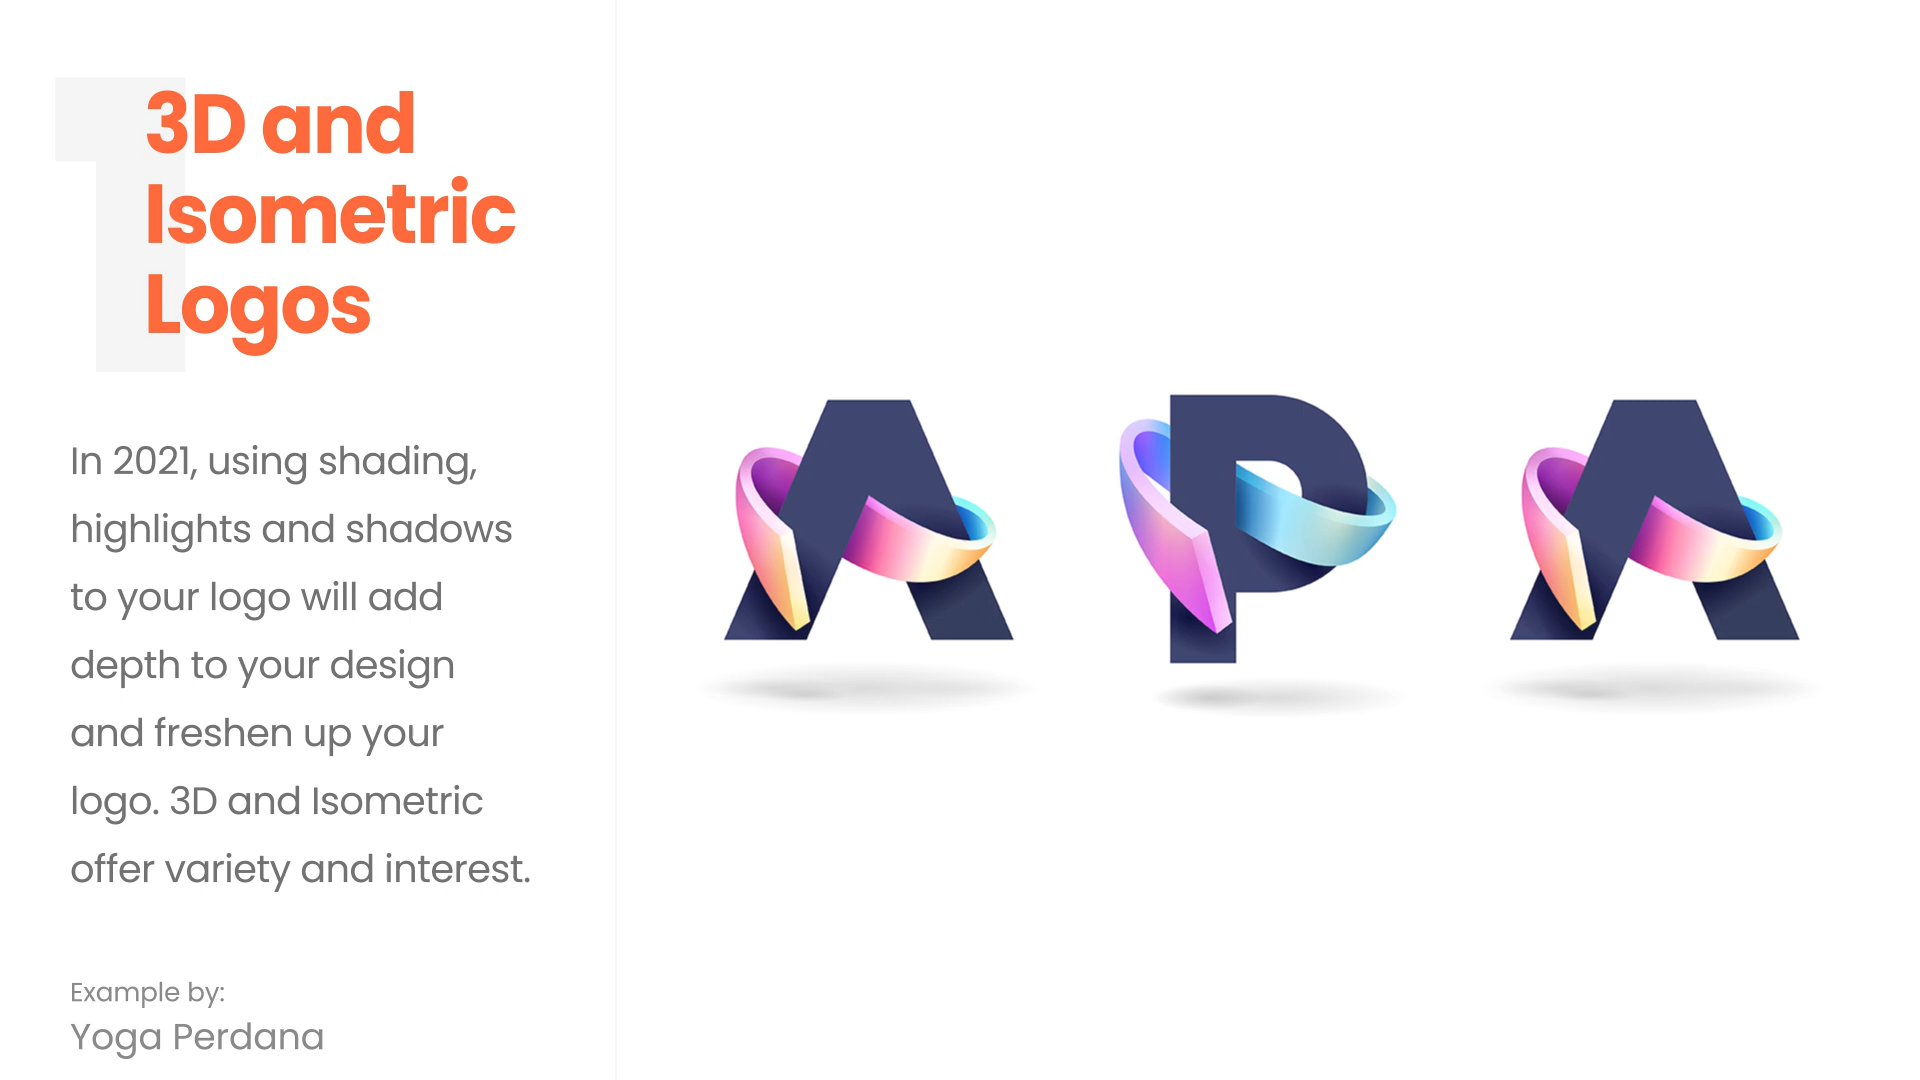 1
3D and
Isometric
Logos
In 2021, using shading,
highlights and shadows
to your logo will add
depth to your design
and freshen up your
logo. 3D and Isometric
offer variety and interest.
Example by:
Yoga Perdana
A P A